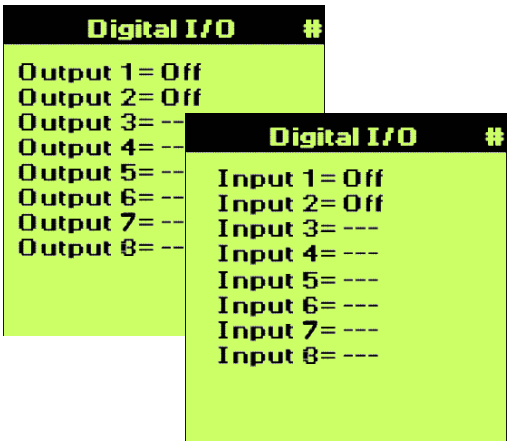 Digital I/O #
Output 1= Off
Output 2= Off
Output 3= --
Output 4= --
Output 5= --
Output 6= --
Output 7= --
Output 8= --
Digital I/O #
Input 1= Off
Input 2= Off
Input 3= ---
Input 4= ---
Input 5= ---
Input 6= ---
Input 7= ---
Input 8= ---